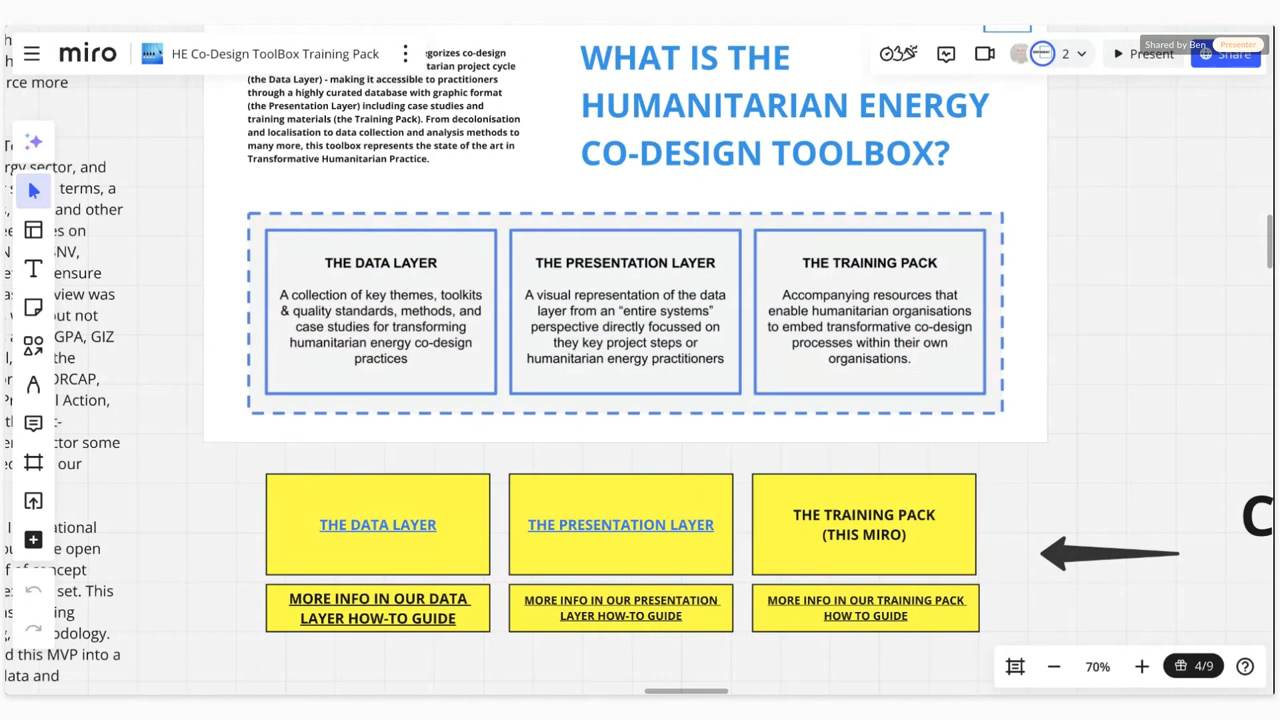 miro
HE Co-Design ToolBox Training Pack
2
Present
Share
Shared by Ben
Presenter
rce more
rgy sector, and
terms, a
and other
es on
SNV,
ensure
view was
but not
GPA, GIZ
the
ORCAP,
l Action,
ctor some
our
ational
open
concept
set. This
odology.
d this MVP into a
data and
egorizes co-design
tarian project cycle
(the Data Layer) - making it accessible to practitioners
through a highly curated database with graphic format
(the Presentation Layer) including case studies and
training materials (the Training Pack). From decolonisation
and localisation to data collection and analysis methods to
many more, this toolbox represents the state of the art in
Transformative Humanitarian Practice.
WHAT IS THE
HUMANITARIAN ENERGY
CO-DESIGN TOOLBOX?
THE DATA LAYER
A collection of key themes, toolkits
& quality standards, methods, and
case studies for transforming
humanitarian energy co-design
practices
THE PRESENTATION LAYER
A visual representation of the data
layer from an “entire systems”
perspective directly focussed on
they key project steps or
humanitarian energy practitioners
THE TRAINING PACK
Accompanying resources that
enable humanitarian organisations
to embed transformative co-design
processes within their own
organisations.
THE DATA LAYER
THE PRESENTATION LAYER
THE TRAINING PACK
(THIS MIRO)
MORE INFO IN OUR DATA
LAYER HOW-TO GUIDE
MORE INFO IN OUR PRESENTATION
LAYER HOW-TO GUIDE
MORE INFO IN OUR TRAINING PACK
HOW TO GUIDE
C
70%
4/9